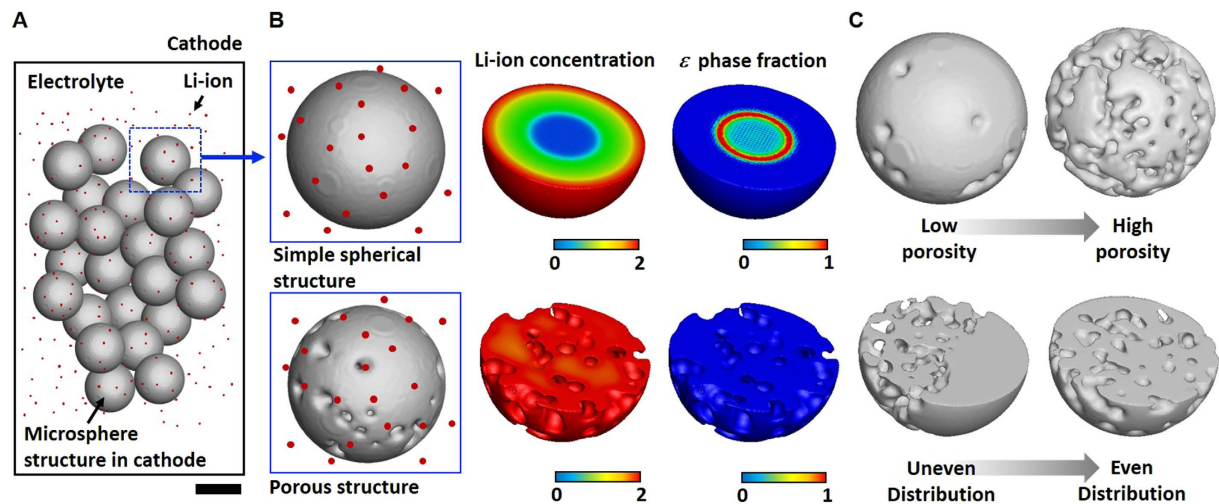 A
Cathode
Electrolyte
Li-ion
Microsphere
structure in cathode
B
Simple spherical
structure
Li-ion concentration
0 2
ε phase fraction
0 1
Porous structure
0 2
0 1
C
Low
porosity
High
porosity
Uneven
Distribution
Even
Distribution